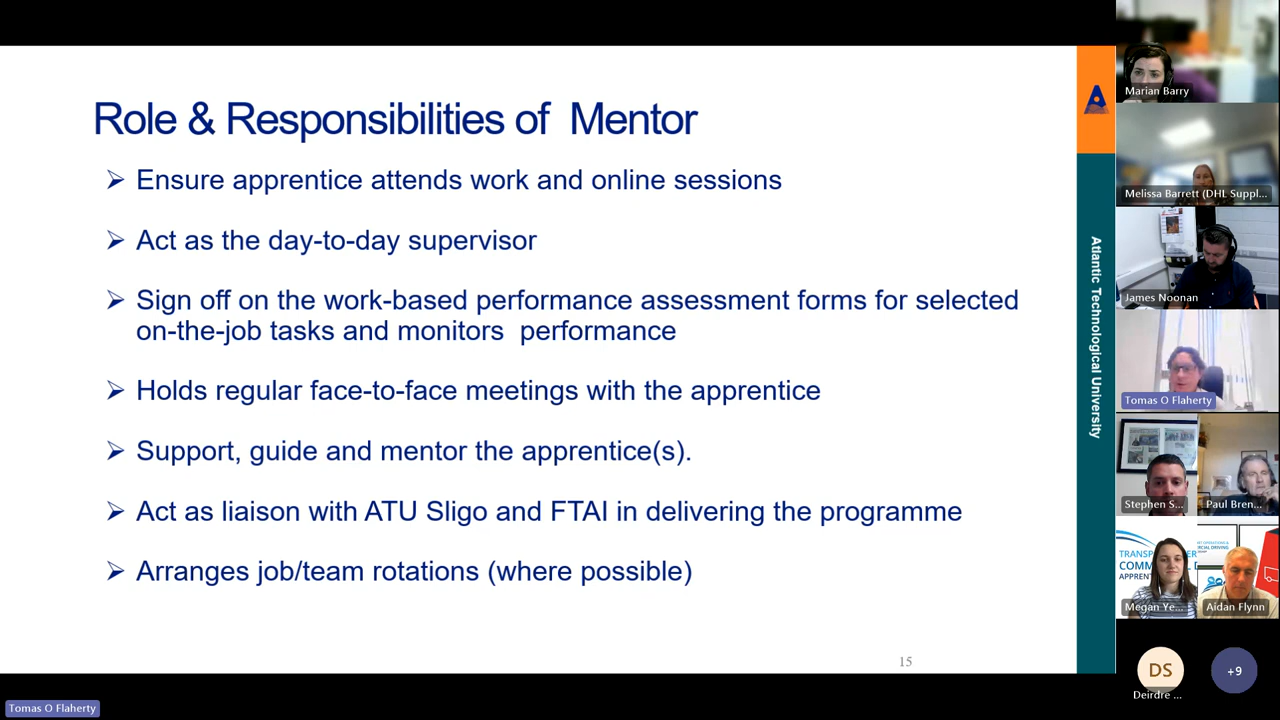 Role & Responsibilities of  Mentor
Ensure apprentice attends work and online sessions
Act as the day-to-day supervisor
Sign off on the work-based performance assessment forms for selected
on-the-job tasks and monitors  performance
Holds regular face-to-face meetings with the apprentice
Support, guide and mentor the apprentice(s).
Act as liaison with ATU Sligo and FTAI in delivering the programme
Arranges job/team rotations (where possible)
15
Atlantic Technological University
Marian Barry
Melissa Barrett (DHL Suppl...
James Noonan
Tomas O Flaherty
Stephen S...
Paul Bren...
Megan Ye...
Aidan Flynn
DS
Deirdre ...
+9
Tomas O Flaherty